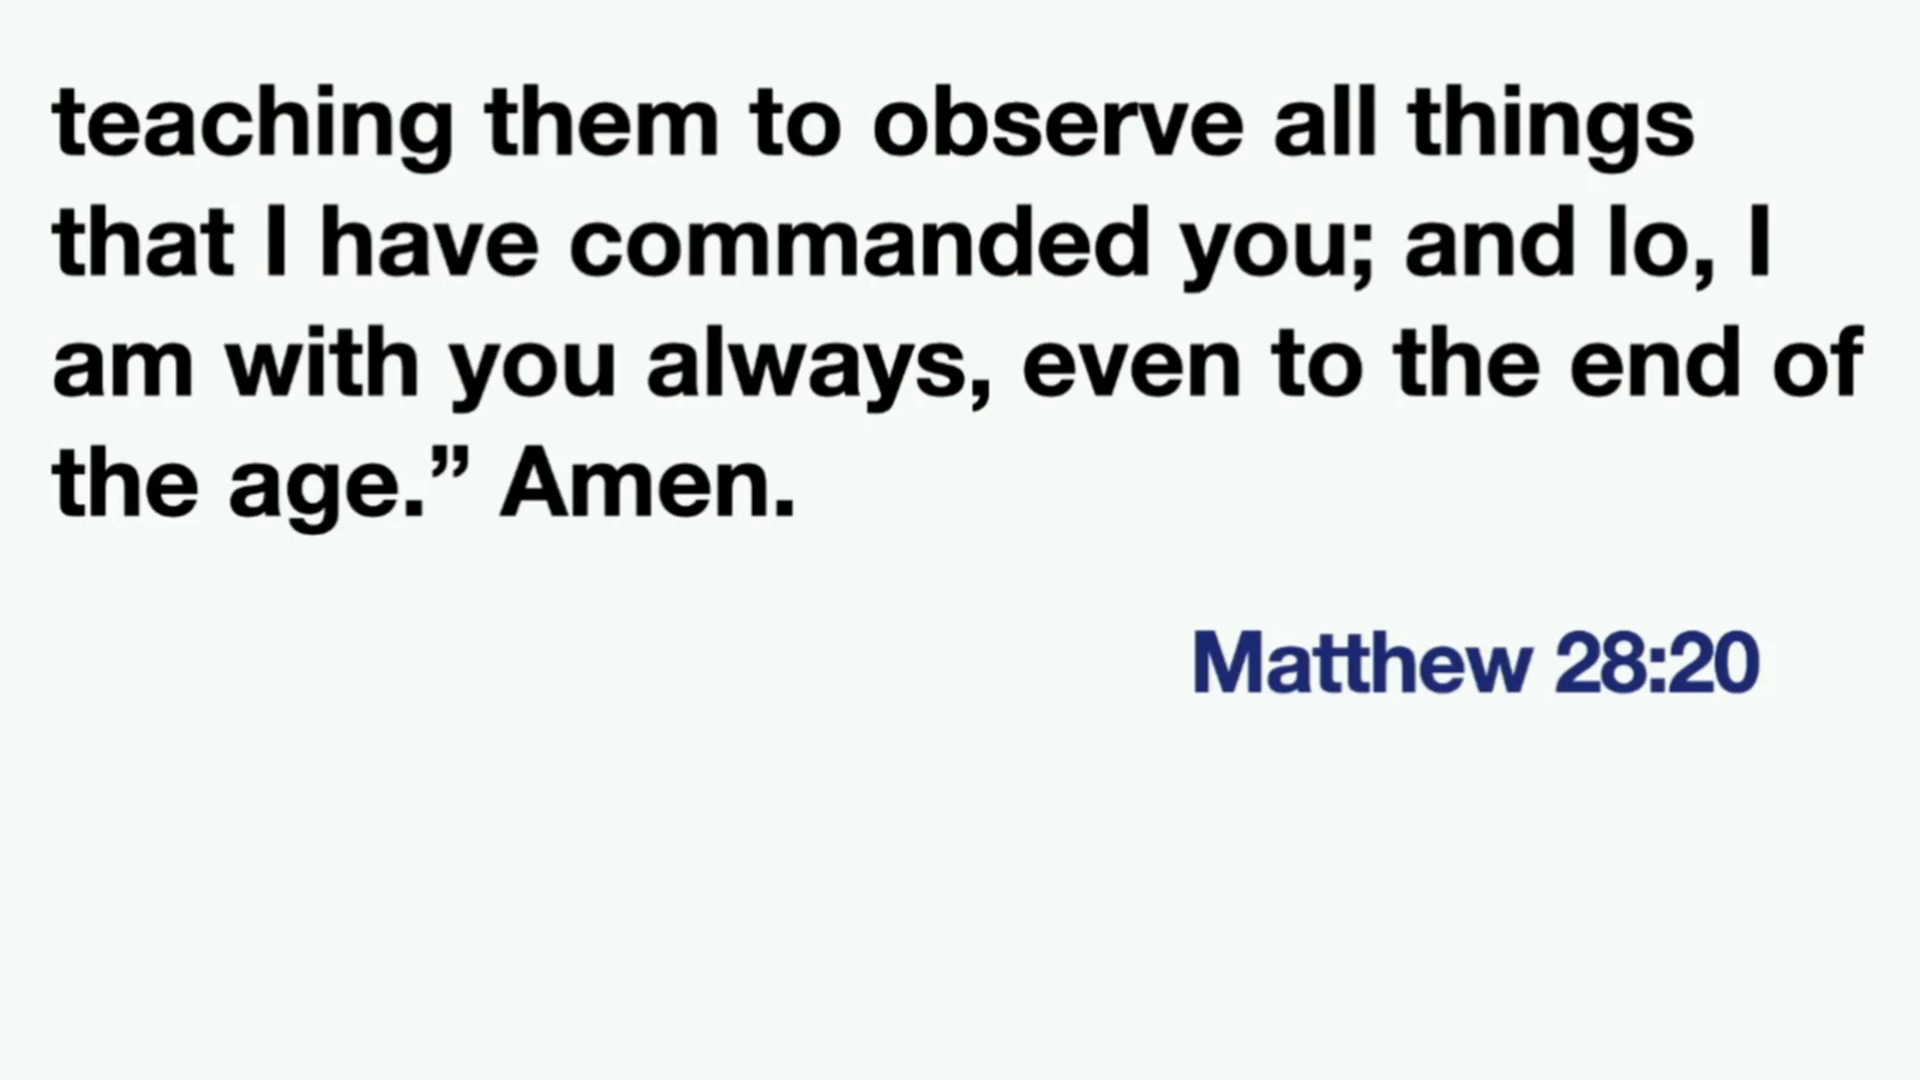 teaching them to observe all things
that I have commanded you; and lo, I
am with you always, even to the end of
the age.” Amen.
Matthew 28:20